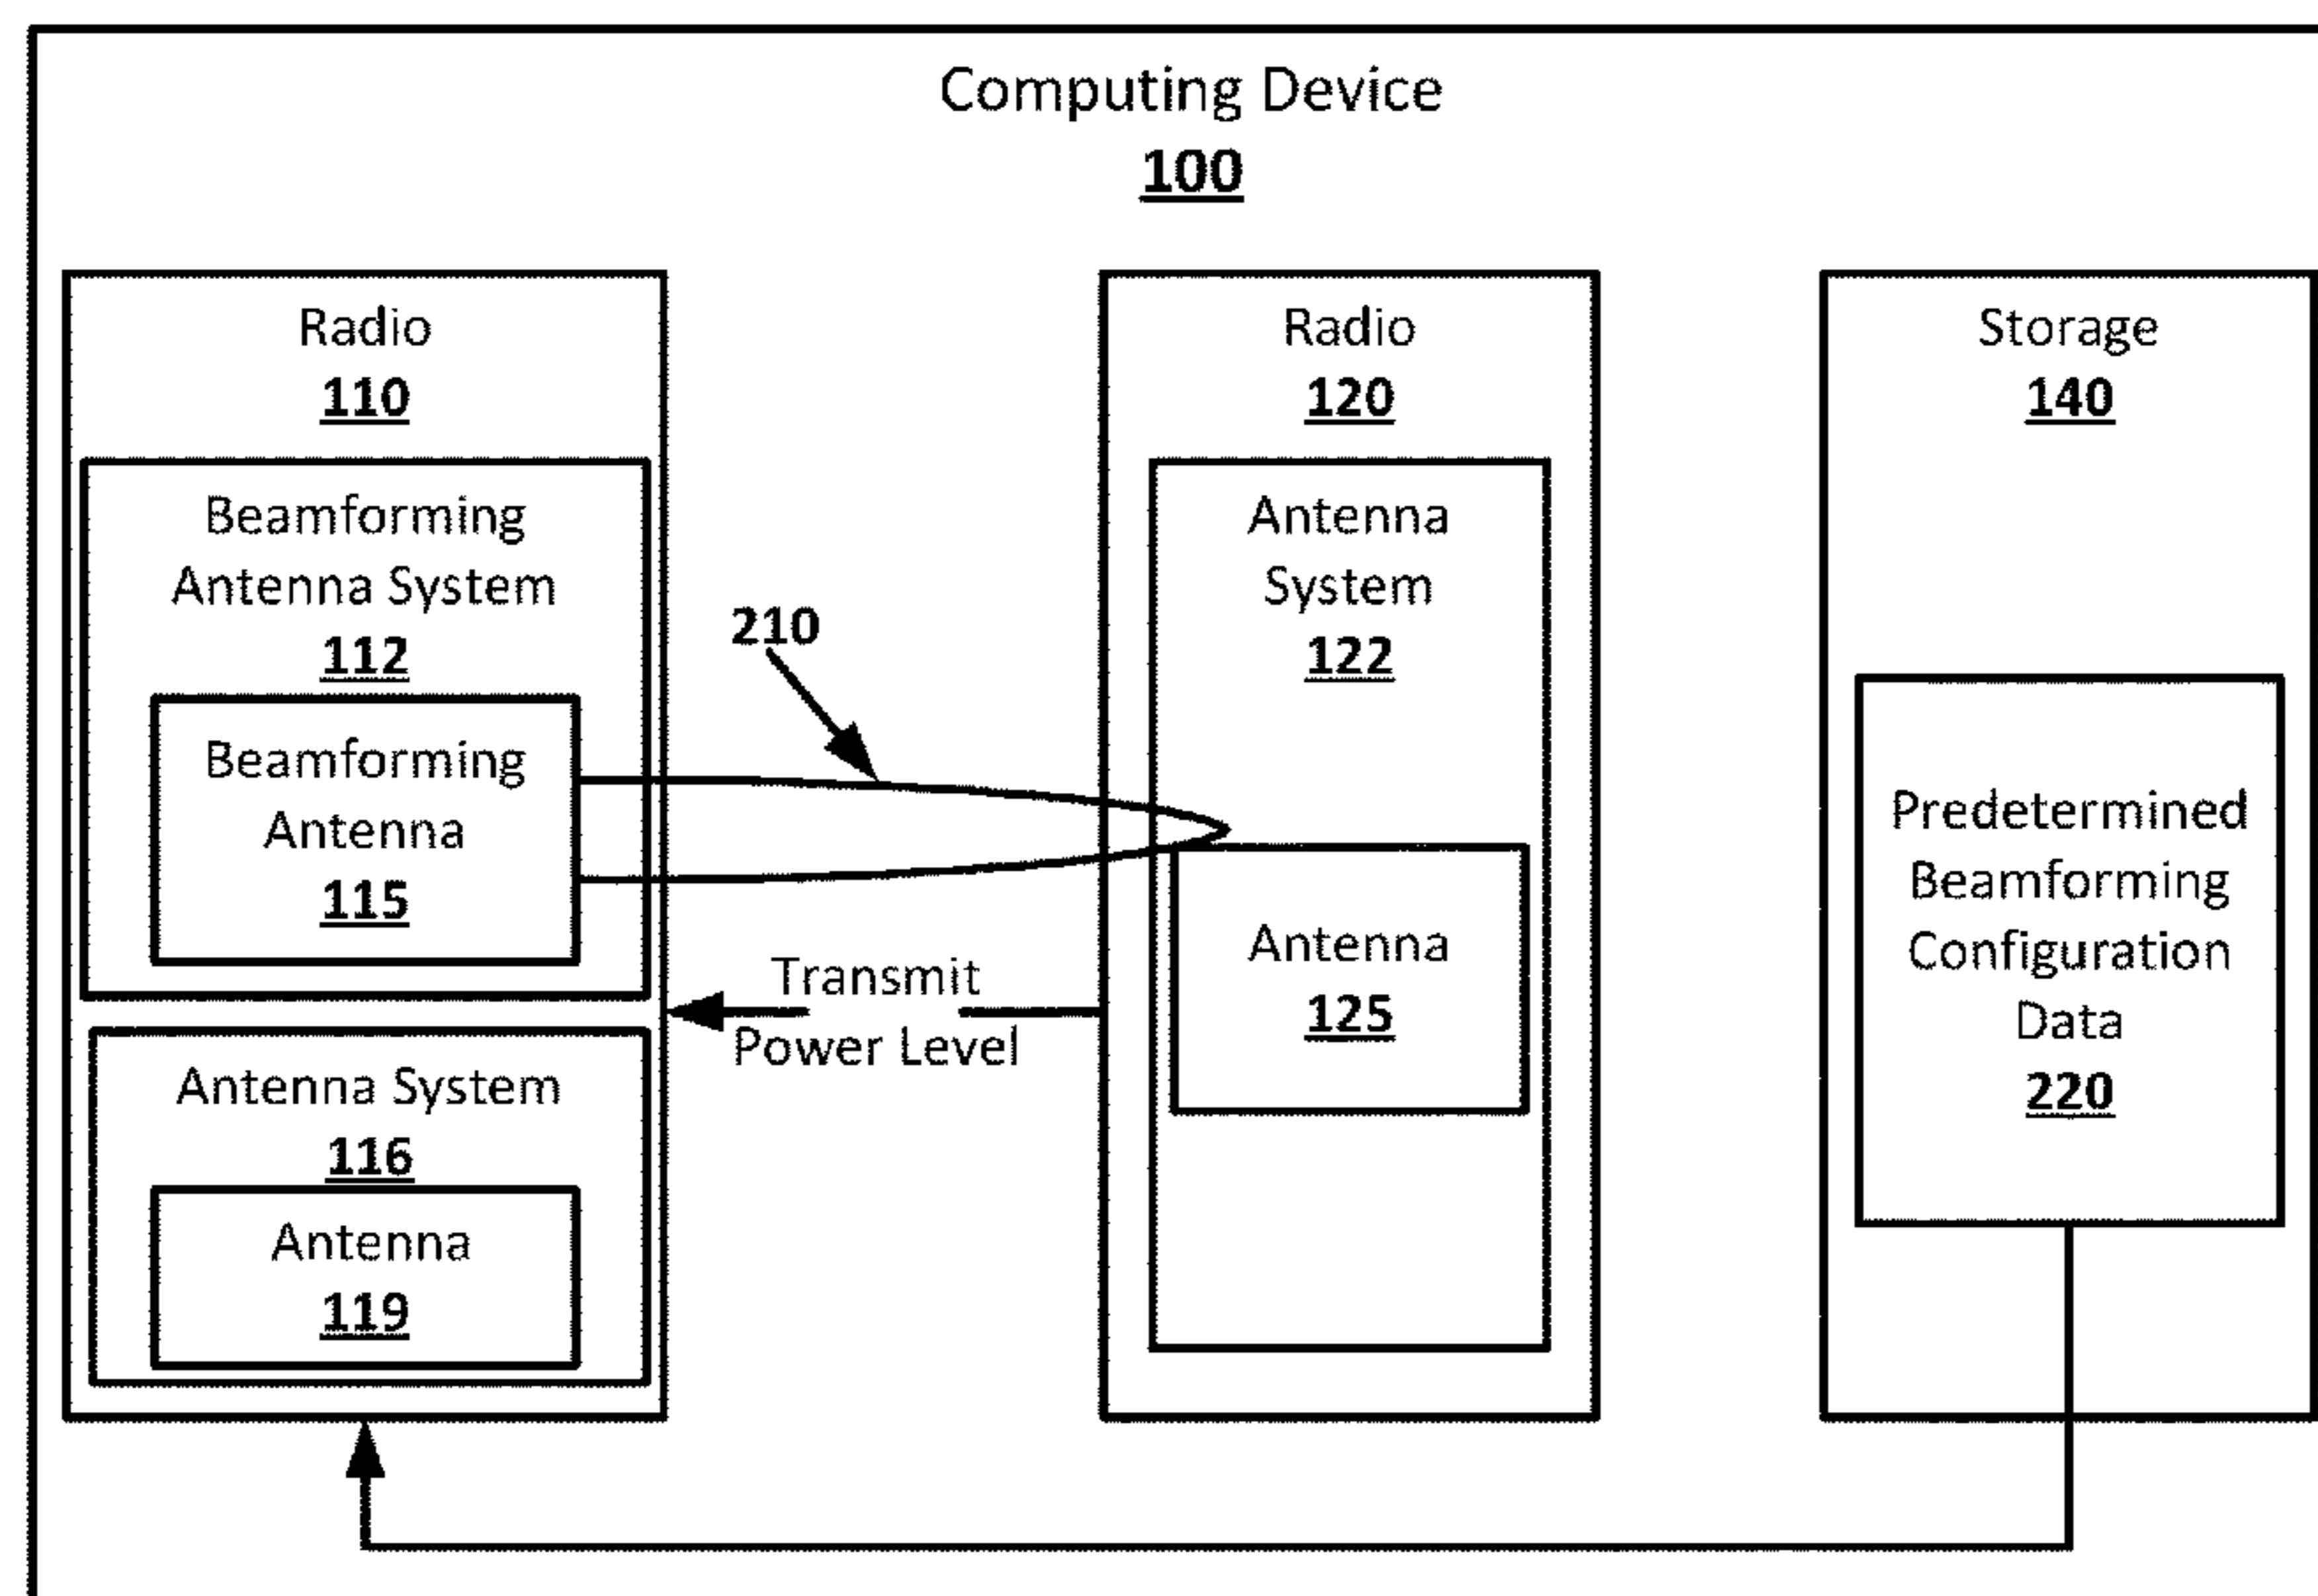 Computing Device
100
Radio
110
Beamforming
Antenna System
112
Beamforming
Antenna
115
Antenna System
116
Antenna
119
210
Transmit
Power Level
Radio
120
Antenna
System
122
Antenna
125
Storage
140
Predetermined
Beamforming
Configuration
Data
220